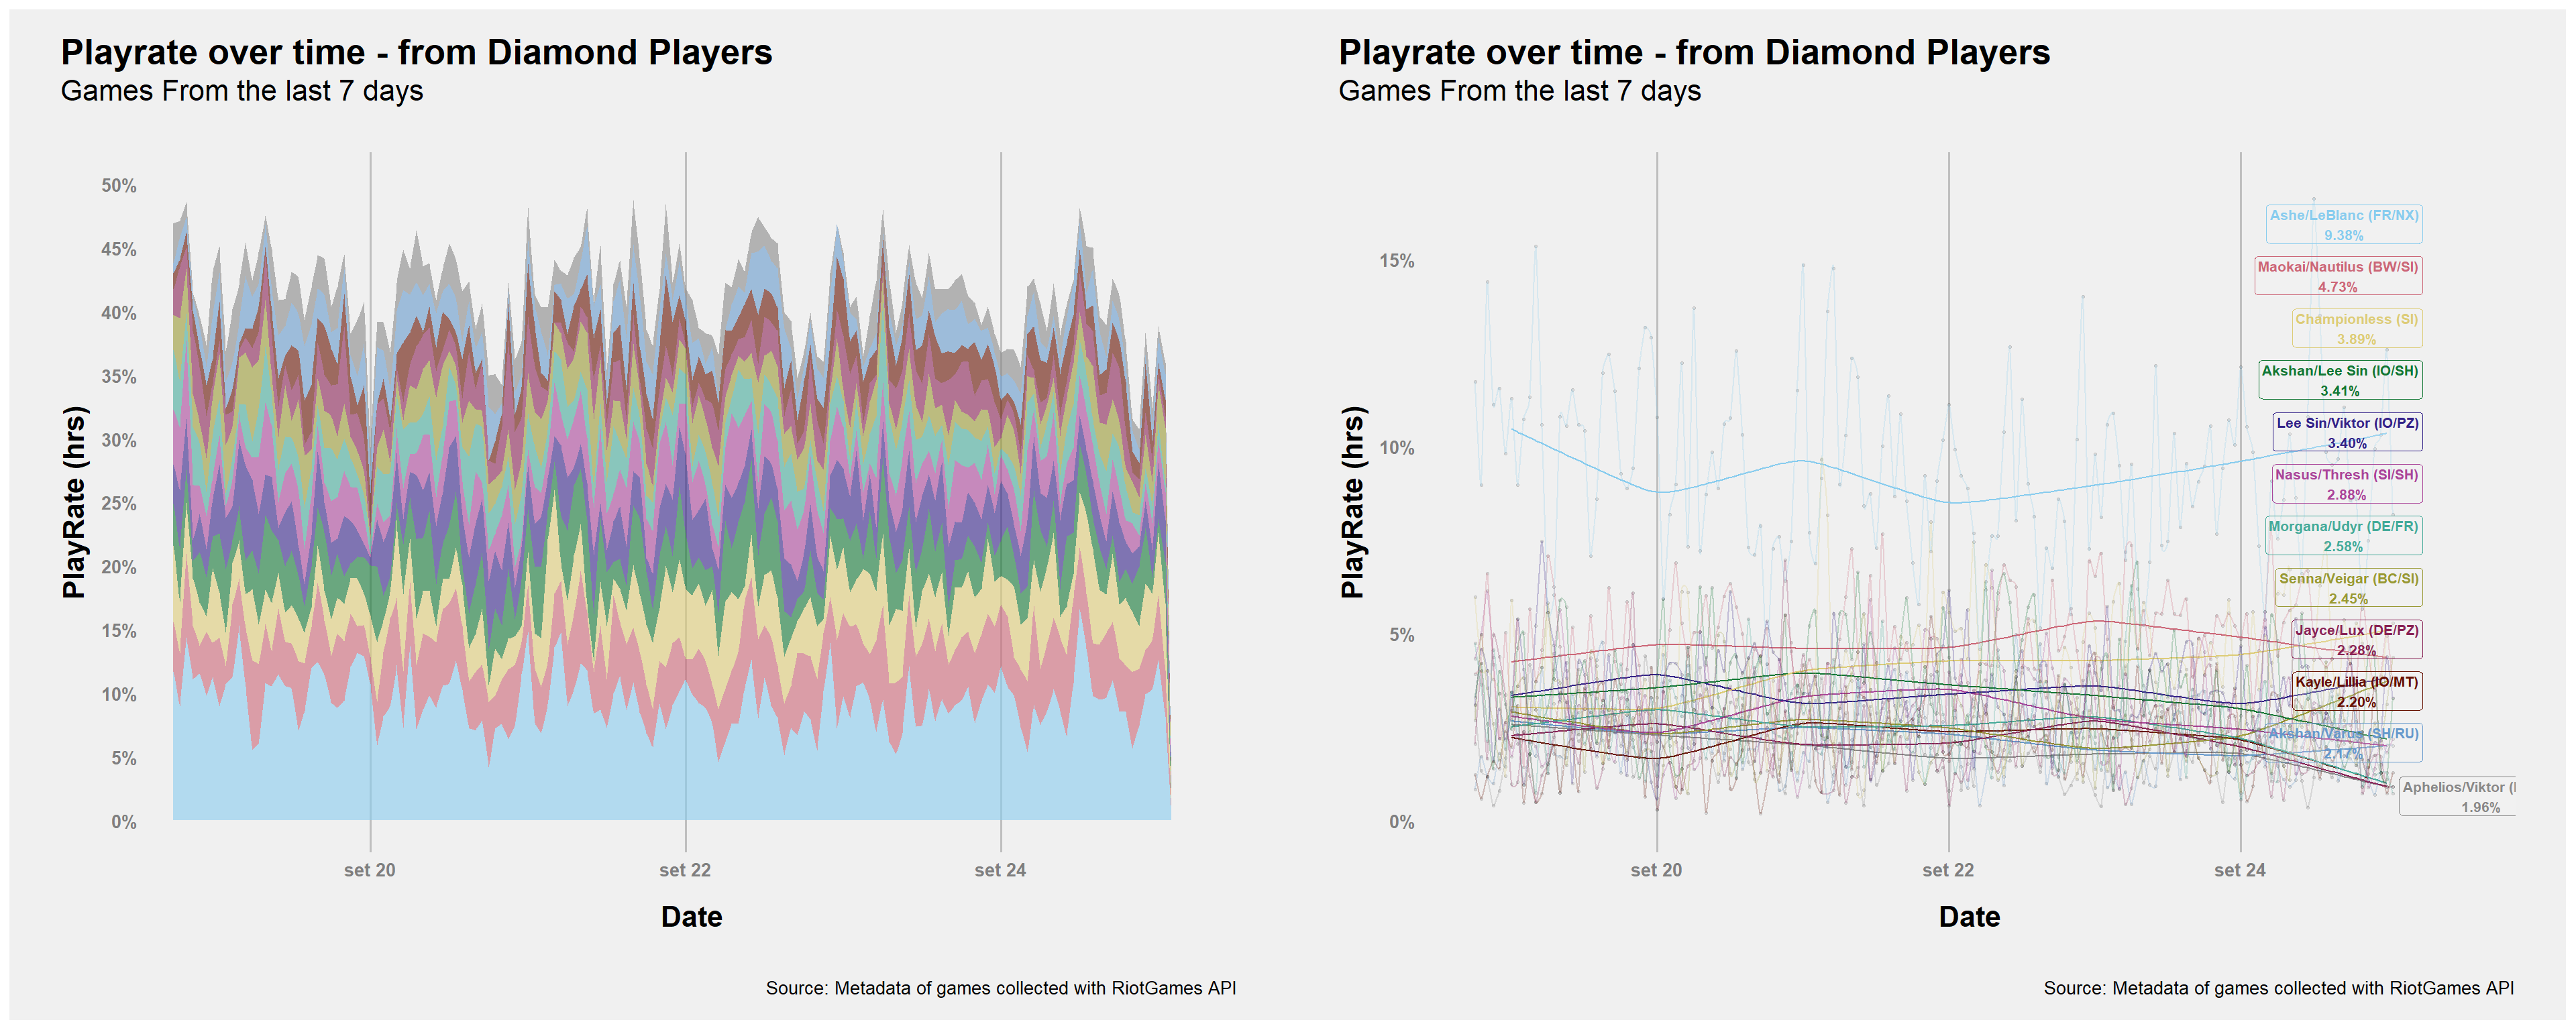 Playrate over time - from Diamond Players
Games From the last 7 days
50%
45%
40%
35%
30%
25%
20%
15%
10%
5%
0%
PlayRate (hrs)
set 20
set 22
set 24
Date
Source: Metadata of games collected with RiotGames API
Playrate over time - from Diamond Players
Games From the last 7 days
15%
10%
5%
0%
PlayRate (hrs)
Ashe/LeBlanc (FR/NX)
9.38%
Maokai/Nautilus (BW/SI)
4.73%
Championless (SI)
3.89%
Akshan/Lee Sin (IO/SH)
3.41%
Lee Sin/Viktor (IO/PZ)
3.40%
Nasus/Thresh (SI/SH)
2.88%
Morgana/Udyr (DE/FR)
2.58%
Senna/Veigar (BC/SI)
2.45%
Jayce/Lux (DE/PZ)
2.28%
Kayle/Lillia (IO/MT)
2.20%
Akshan/Varus (SH/RU)
2.17%
Aphelios/Viktor (
1.96%
set 20
set 22
set 24
Date
Source: Metadata of games collected with RiotGames API